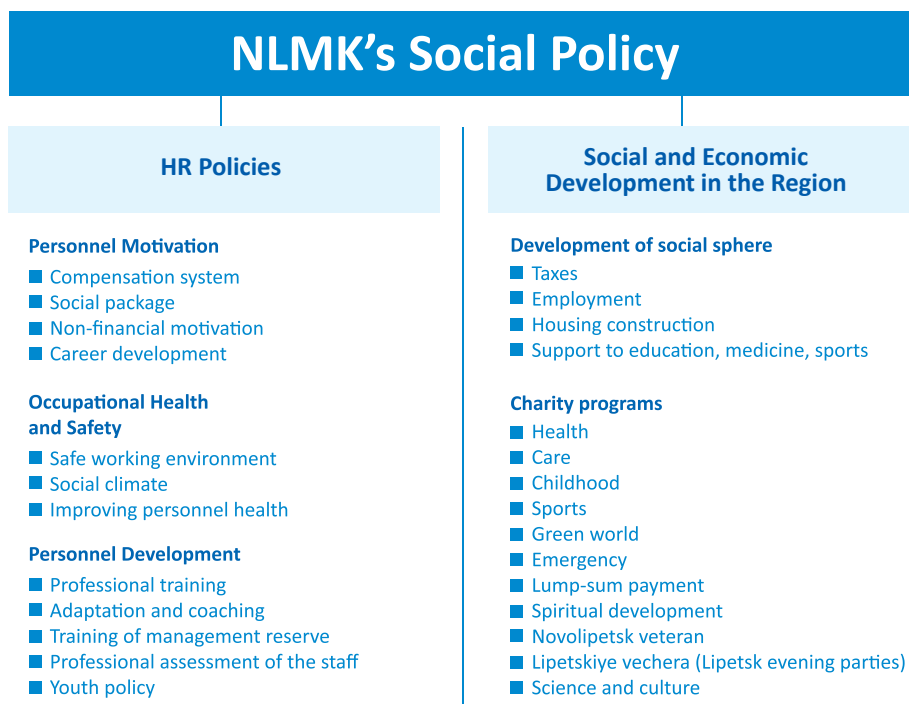 NLMK’s Social Policy
HR Policies
Personnel Motivation
Compensation system
Social package
Non-financial motivation
Career development
Occupational Health
and Safety
Safe working environment
Social climate
Improving personnel health
Personnel Development
Professional training
Adaptation and coaching
Training of management reserve
Professional assessment of the staff
Youth policy
Social and Economic
Development in the Region
Development of social sphere
Taxes
Employment
Housing construction
Support to education, medicine, sports
Charity programs
Health
Care
Childhood
Sports
Green world
Emergency
Lump-sum payment
Spiritual development
Novolipetsk veteran
Lipetskiye vechera (Lipetsk evening parties)
Science and culture